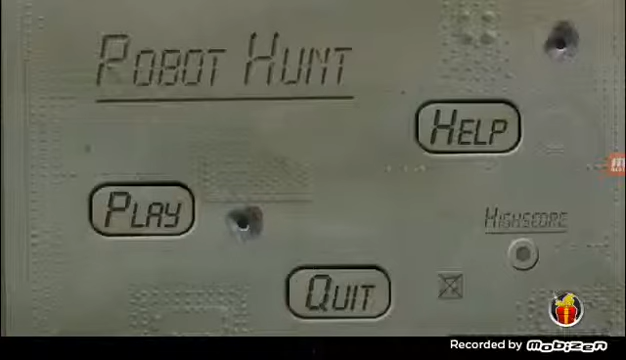 Robot Hunt
Help
Play
Highscore
Quit
Recorded by mobizen